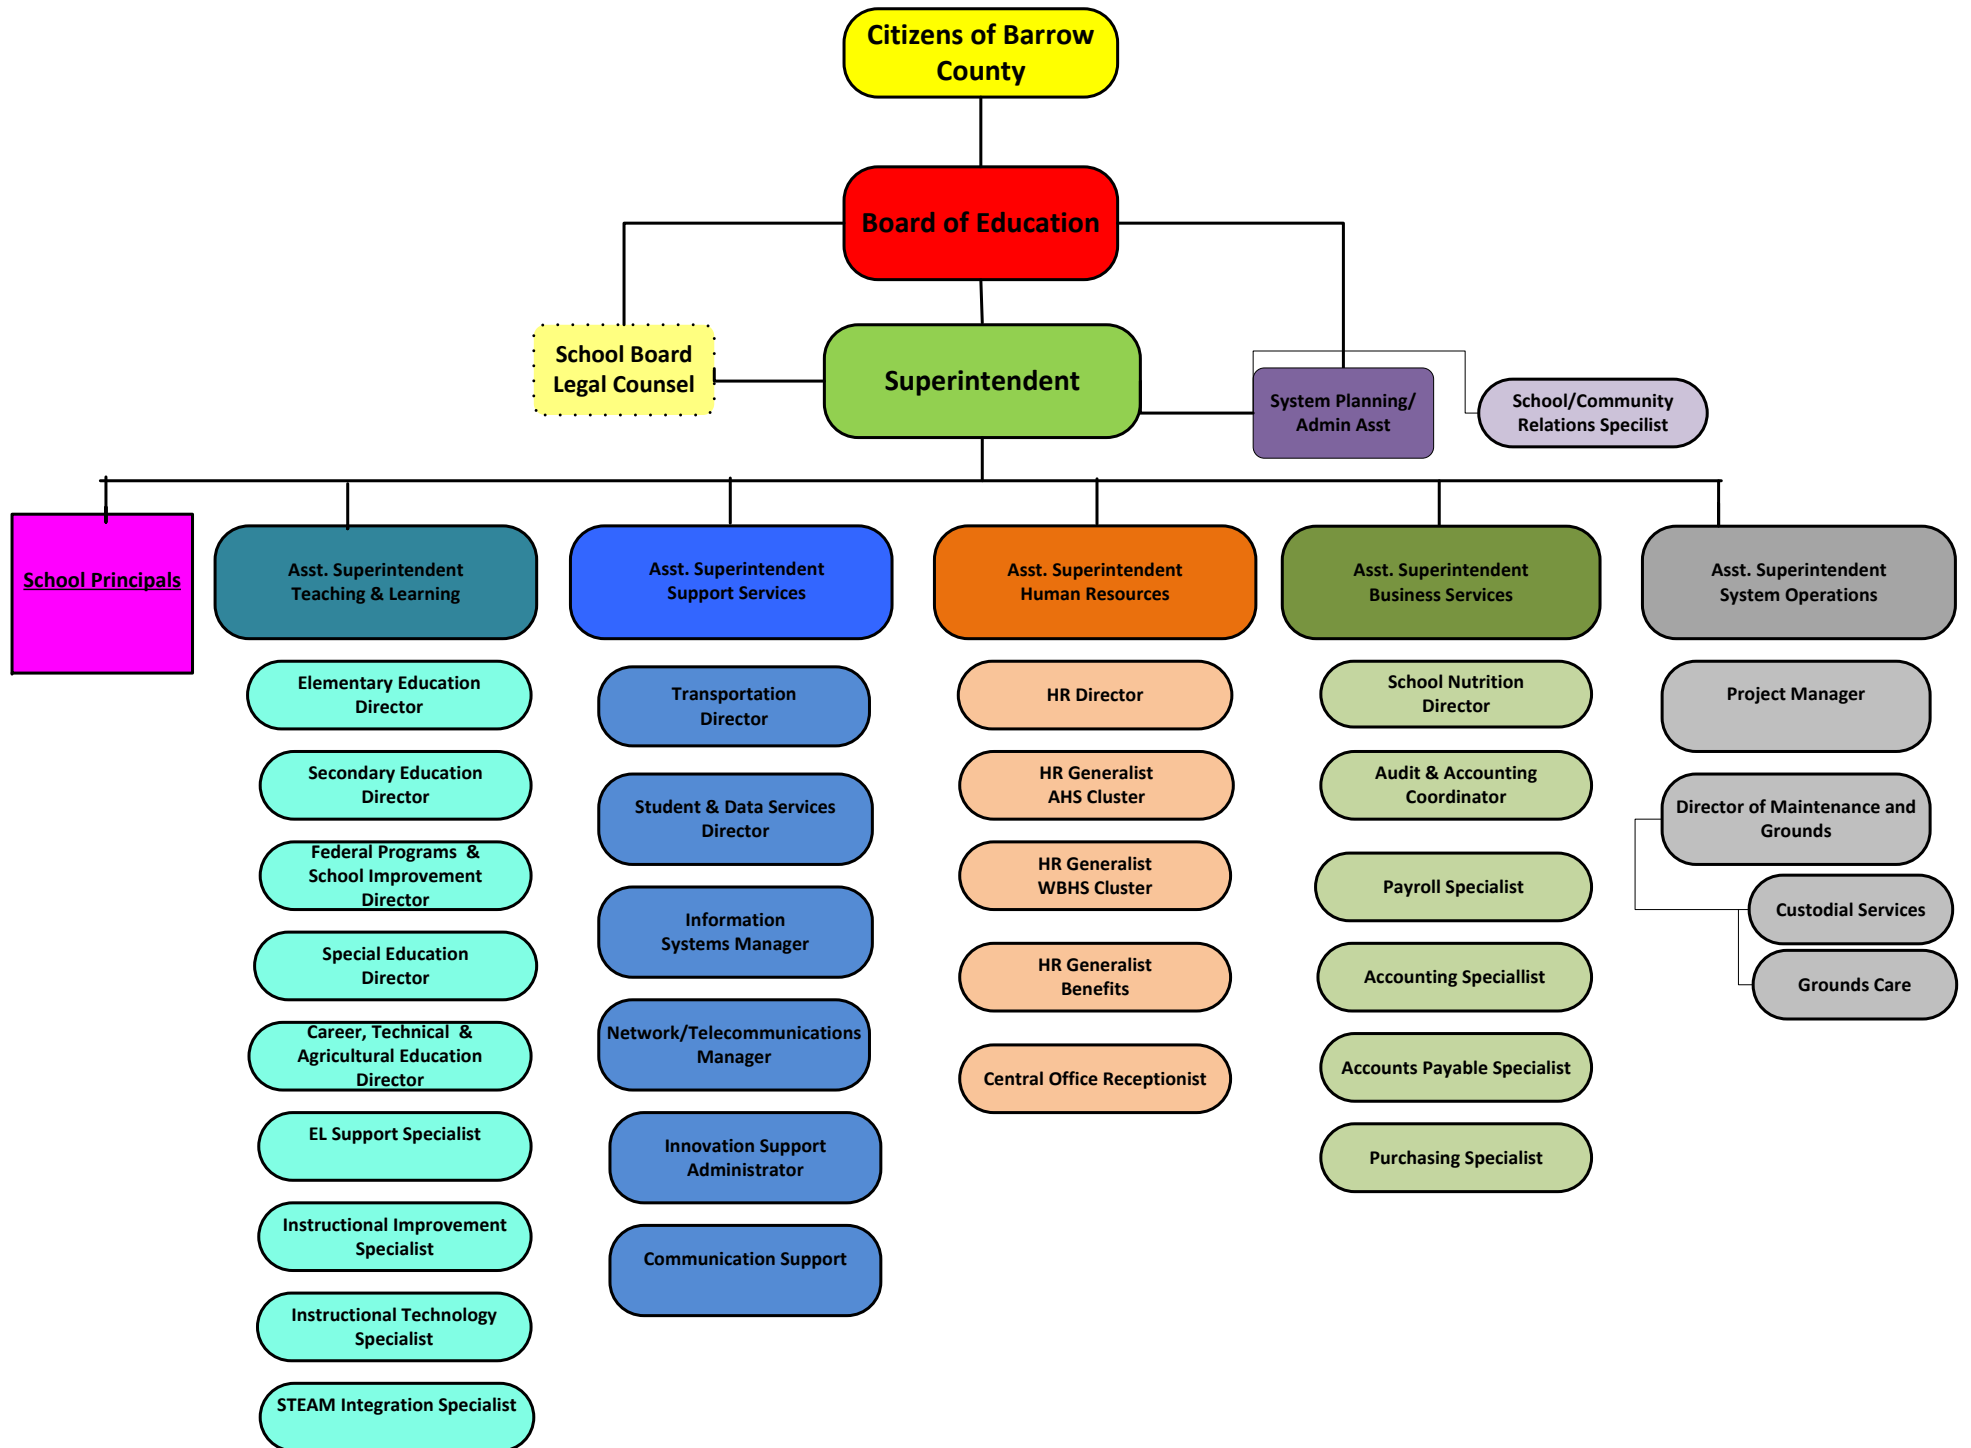 Citizens of Barrow
County
Board of Education
School Board
Legal Counsel
Superintendent
System Planning/
Admin Asst
School/Community
Relations Specilist
School Principals
Asst. Superintendent
Teaching & Learning
Asst. Superintendent
Support Services
Asst. Superintendent
Human Resources
Asst. Superintendent
Business Services
Asst. Superintendent
System Operations
Elementary Education
Director
Secondary Education
Director
Federal Programs &
School Improvement
Director
Special Education
Director
Career, Technical &
Agricultural Education
Director
EL Support Specialist
Instructional Improvement
Specialist
Instructional Technology
Specialist
STEAM Integration Specialist
Transportation
Director
Student & Data Services
Director
Information
Systems Manager
Network/Telecommunications
Manager
Innovation Support
Administrator
Communication Support
HR Director
HR Generalist
AHS Cluster
HR Generalist
WBHS Cluster
HR Generalist
Benefits
Central Office Receptionist
School Nutrition
Director
Audit & Accounting
Coordinator
Payroll Specialist
Accounting Speciallist
Accounts Payable Specialist
Purchasing Specialist
Project Manager
Director of Maintenance and
Grounds
Custodial Services
Grounds Care